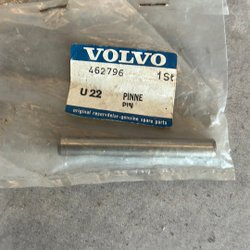 VOLVO
462796 1St
U 22 PINNE
PIN
original reservdelar-genuine spare parts